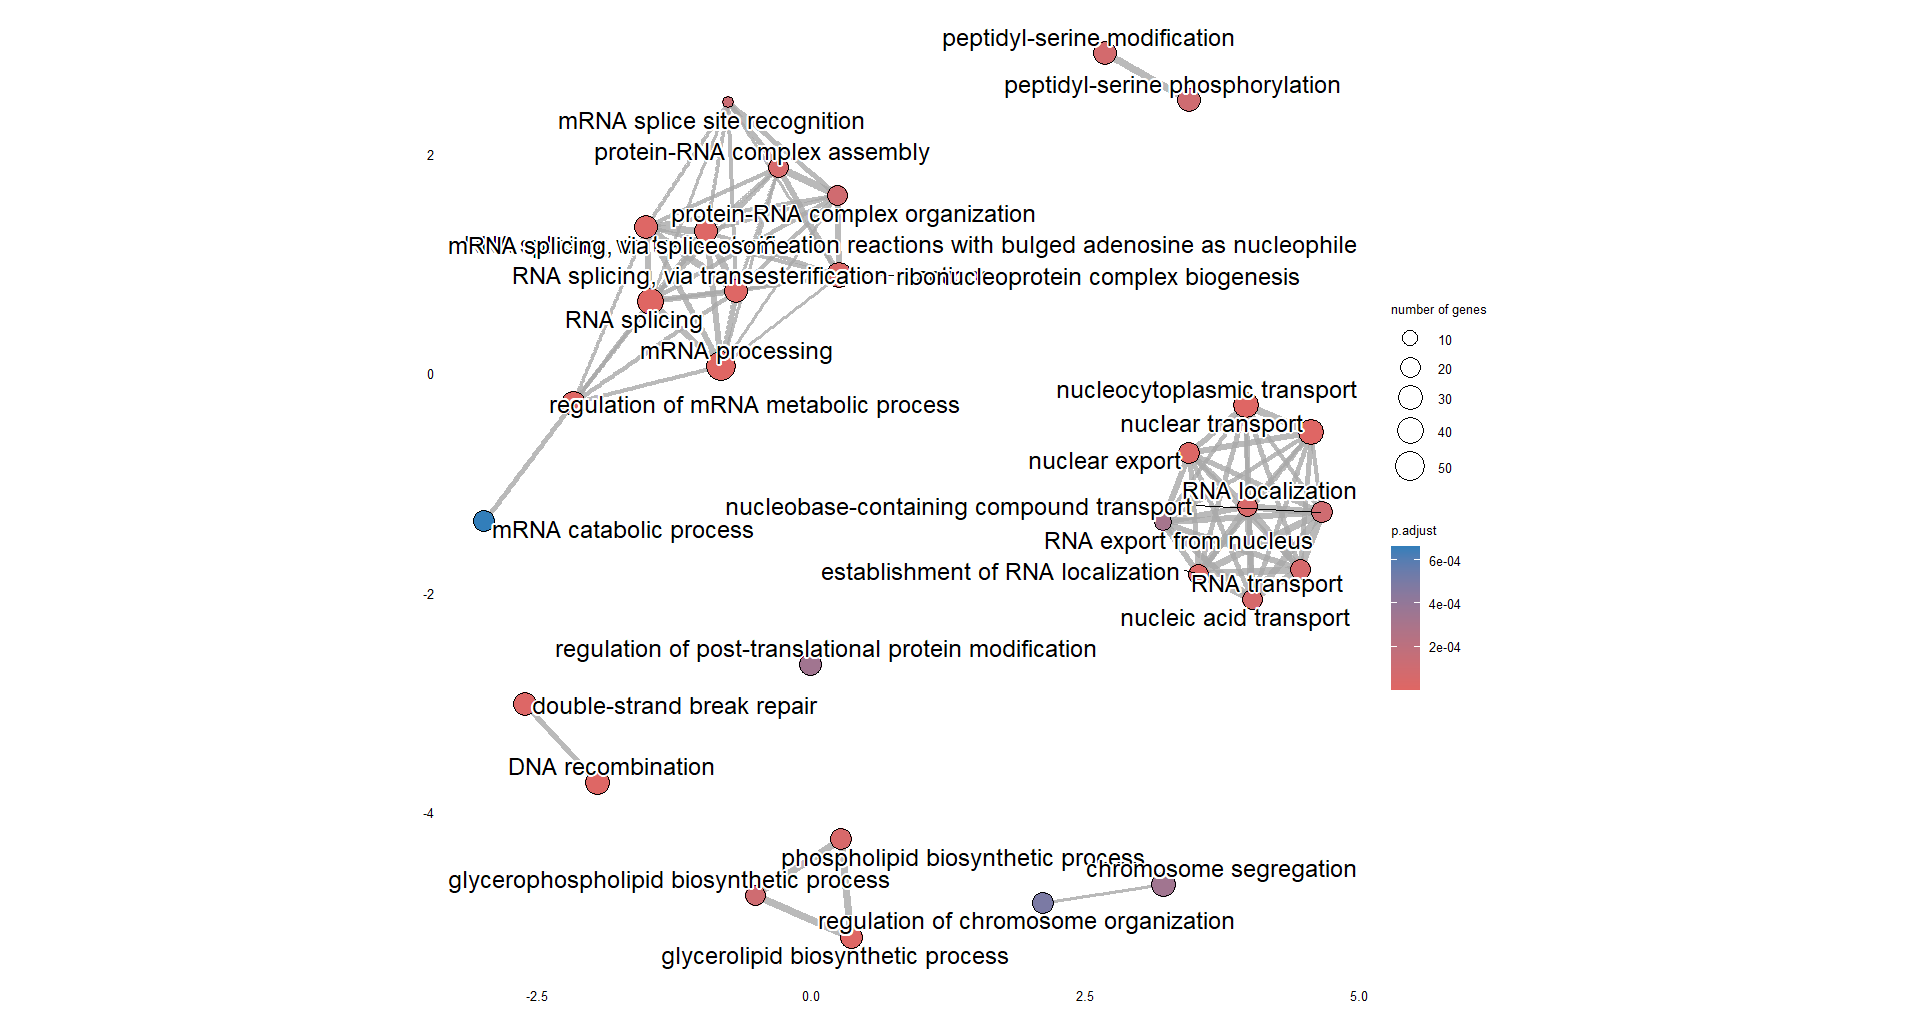 peptidyl-serine modification
peptidyl-serine phosphorylation
mRNA splice site recognition
protein-RNA complex assembly
2
protein-RNA complex organization
mRNA splicing, via spliceosome
reactions with bulged adenosine as nucleophile
RNA splicing, via transesterification
ribonucleoprotein complex biogenesis
RNA splicing
mRNA processing
0
regulation of mRNA metabolic process
nucleocytoplasmic transport
nuclear transport
nuclear export
RNA localization
nucleobase-containing compound transport
mRNA catabolic process
RNA export from nucleus
establishment of RNA localization
RNA transport
-2
nucleic acid transport
regulation of post-translational protein modification
double-strand break repair
DNA recombination
-4
phospholipid biosynthetic process
chromosome segregation
glycerophospholipid biosynthetic process
regulation of chromosome organization
glycerolipid biosynthetic process
-2.5
0.0
2.5
5.0
number of genes
10
20
30
40
50
p.adjust
6e-04
4e-04
2e-04